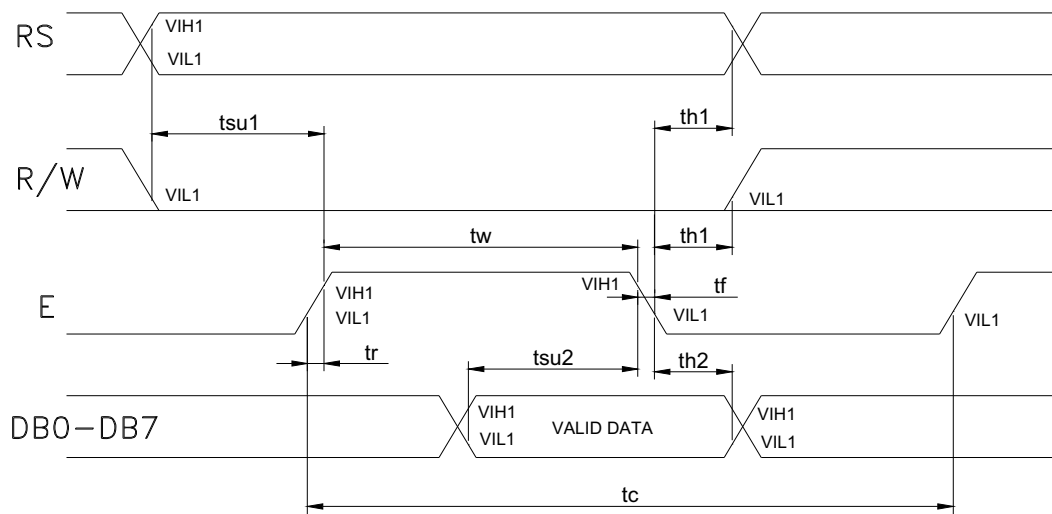 RS
VIH1
VIL1
tsu1
th1
R/W
VIL1
VIL1
tw
th1
E
VIH1
VIL1
VIH1
tf
VIL1
VIL1
tr
tsu2
th2
DB0-DB7
VIH1
VIL1
VALID DATA
VIH1
VIL1
tc